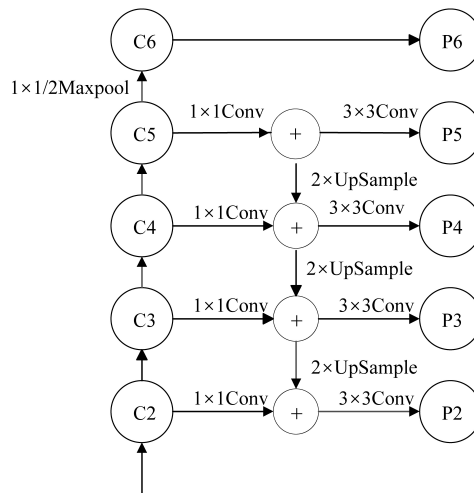 C6
P6
1×1/2Maxpool
1×1Conv
3×3Conv
C5
+
P5
2×UpSample
1×1Conv
3×3Conv
C4
+
P4
2×UpSample
1×1Conv
3×3Conv
C3
+
P3
2×UpSample
1×1Conv
3×3Conv
C2
+
P2